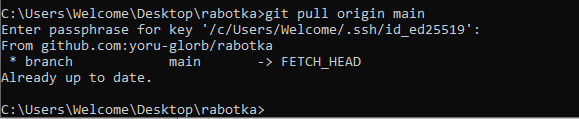 C:\Users\Welcome\Desktop\rabotka>git pull origin main
Enter passphrase for key '/c/Users/Welcome/.ssh/id_ed25519':
From github.com:yoru-glorb/rabotka
 * branch            main       -> FETCH_HEAD
Already up to date.
C:\Users\Welcome\Desktop\rabotka>